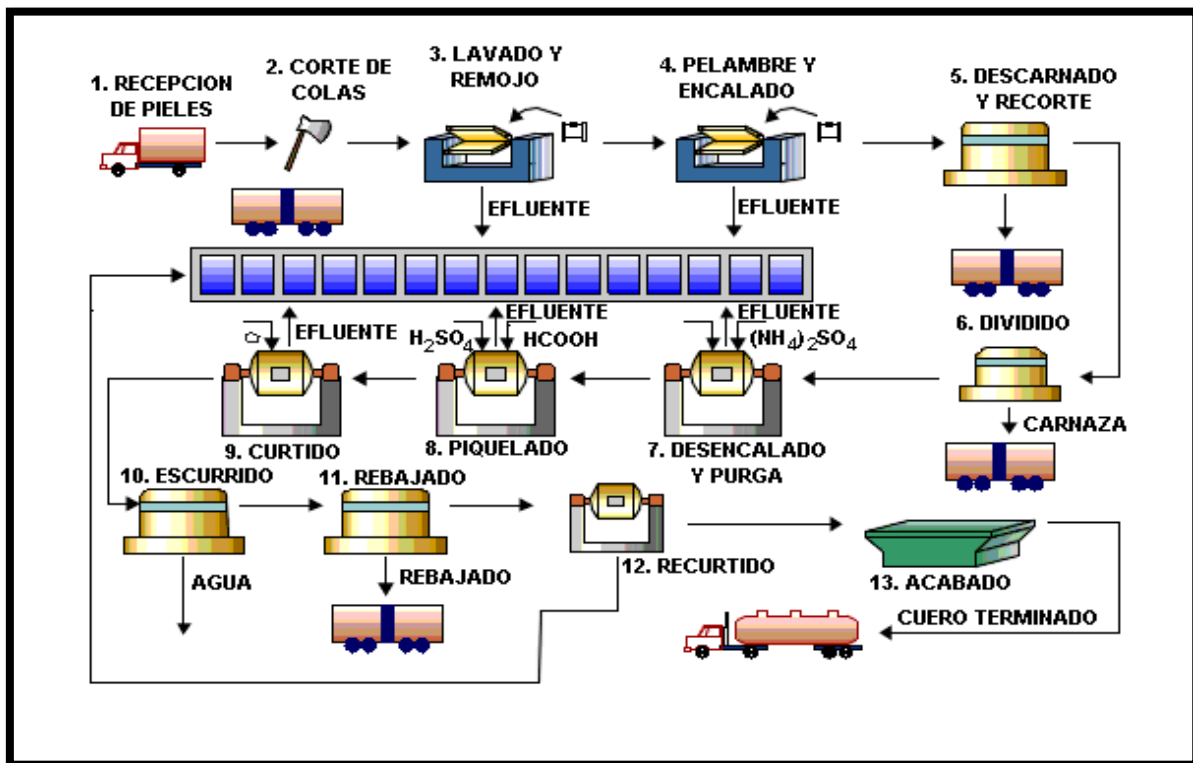 1. RECEPCION
DE PIELES
2. CORTE DE
COLAS
3. LAVADO Y
REMOJO
4. PELAMBRE Y
ENCALADO
5. DESCARNADO
Y RECORTE
EFLUENTE
EFLUENTE
6. DIVIDIDO
CARNAZA
EFLUENTE
(NH4)2SO4
7. DESENCALADO
Y PURGA
EFLUENTE
H2SO4
HCOOH
8. PIQUELADO
EFLUENTE
9. CURTIDO
10. ESCURRIDO
AGUA
11. REBAJADO
REBAJADO
12. RECURTIDO
13. ACABADO
CUERO TERMINADO